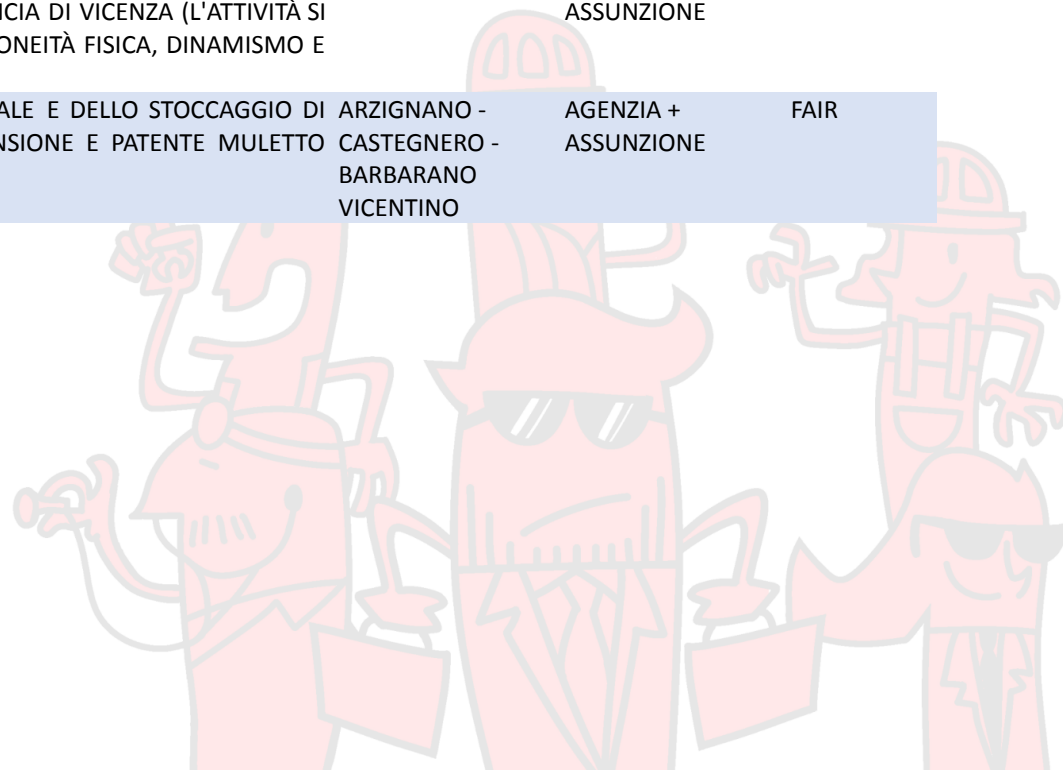 CIA DI VICENZA (L'ATTIVITÀ SI ASSUNZIONE
ONEITÀ FISICA, DINAMISMO E
ALE E DELLO STOCCAGGIO DI ARZIGNANO - AGENZIA + FAIR
NSIONE E PATENTE MULETTO CASTEGNERO - ASSUNZIONE
BARBARANO
VICENTINO